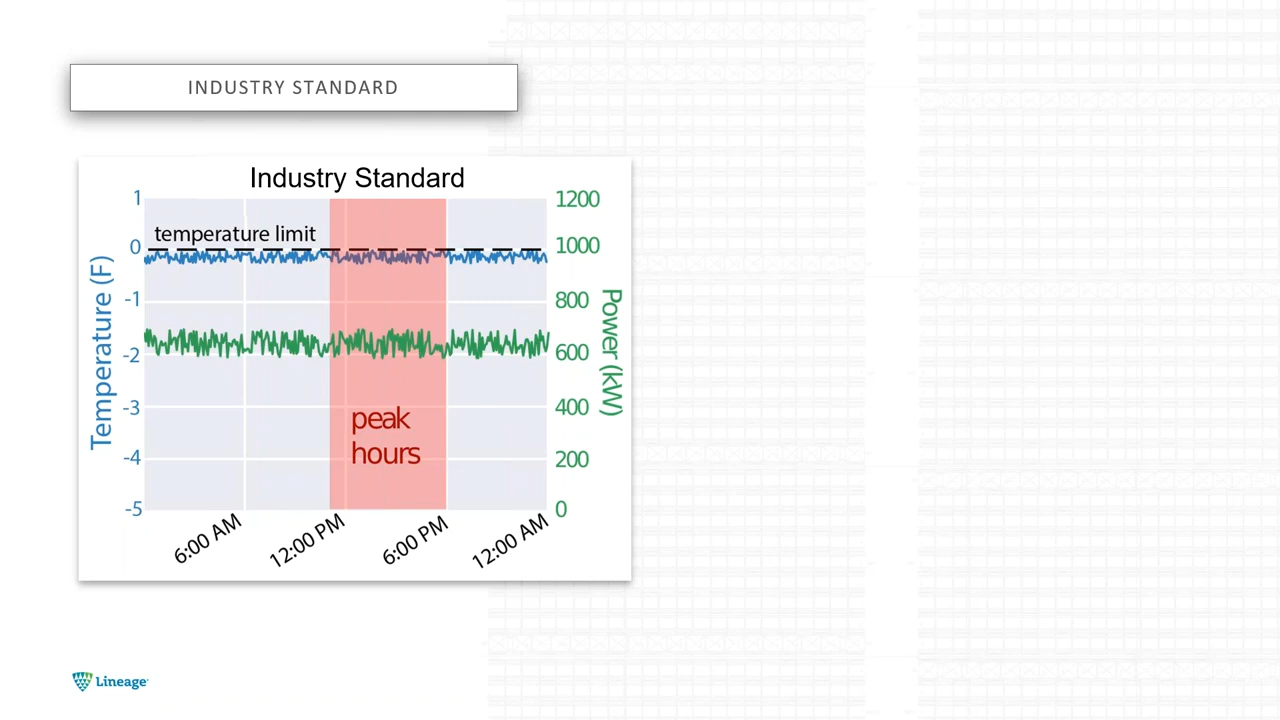 INDUSTRY STANDARD
Industry Standard
1
0
-1
-2
-3
-4
-5
Temperature (F)
temperature limit
peak
hours
1200
1000
800
600
400
200
0
Power (kW)
6:00 AM
12:00 PM
6:00 PM
12:00 AM
Lineage